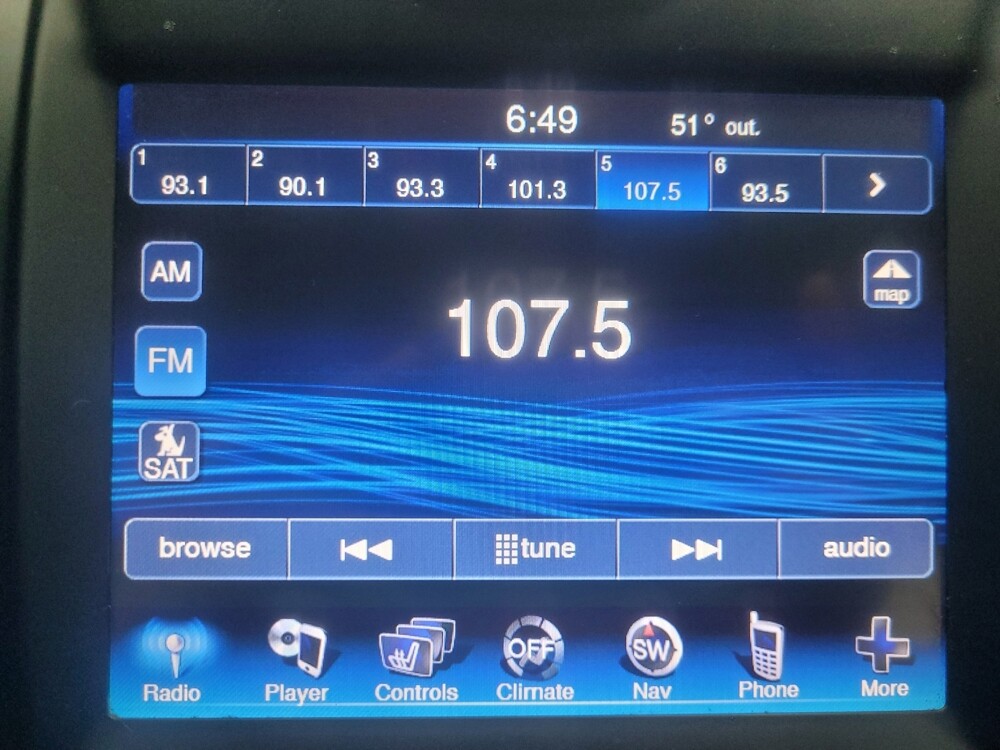 6:49 51° out.
1 2 3 4 5 6
93.1 90.1 93.3 101.3 107.5 93.5
AM
map
107.5
FM
SAT
browse tune audio
OFF SW
Radio Player Controls Climate Nav Phone More